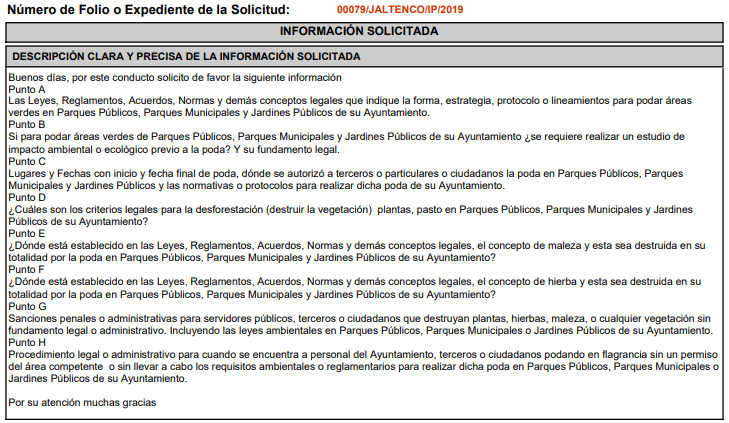 Número de Folio o Expediente de la Solicitud: 00079/JALTENCO/IP/2019
INFORMACIÓN SOLICITADA
DESCRIPCIÓN CLARA Y PRECISA DE LA INFORMACIÓN SOLICITADA
Buenos días, por este conducto solicito de favor la siguiente información
Punto A
Las Leyes, Reglamentos, Acuerdos, Normas y demás conceptos legales que indique la forma, estrategia, protocolo o lineamientos para podar áreas
verdes en Parques Públicos, Parques Municipales y Jardines Públicos de su Ayuntamiento.
Punto B
Si para podar áreas verdes de Parques Públicos, Parques Municipales y Jardines Públicos de su Ayuntamiento ¿se requiere realizar un estudio de
impacto ambiental o ecológico previo a la poda? Y su fundamento legal.
Punto C
Lugares y Fechas con inicio y fecha final de poda, dónde se autorizó a terceros o particulares o ciudadanos la poda en Parques Públicos, Parques
Municipales y Jardines Públicos y las normativas o protocolos para realizar dicha poda de su Ayuntamiento.
Punto D
¿Cuáles son los criterios legales para la desforestación (destruir la vegetación) plantas, pasto en Parques Públicos, Parques Municipales y Jardines
Públicos de su Ayuntamiento?
Punto E
¿Dónde está establecido en las Leyes, Reglamentos, Acuerdos, Normas y demás conceptos legales, el concepto de maleza y esta sea destruida en su
totalidad por la poda en Parques Públicos, Parques Municipales y Jardines Públicos de su Ayuntamiento?
Punto F
¿Dónde está establecido en las Leyes, Reglamentos, Acuerdos, Normas y demás conceptos legales, el concepto de hierba y esta sea destruida en su
totalidad por la poda en Parques Públicos, Parques Municipales y Jardines Públicos de su Ayuntamiento?
Punto G
Sanciones penales o administrativas para servidores públicos, terceros o ciudadanos que destruyan plantas, hierbas, maleza, o cualquier vegetación sin
fundamento legal o administrativo. Incluyendo las leyes ambientales en Parques Públicos, Parques Municipales o Jardines Públicos de su Ayuntamiento.
Punto H
Procedimiento legal o administrativo para cuando se encuentra a personal del Ayuntamiento, terceros o ciudadanos podando en flagrancia sin un permiso
del área competente o sin llevar a cabo los requisitos ambientales o reglamentarios para realizar dicha poda en Parques Públicos, Parques Municipales o
Jardines Públicos de su Ayuntamiento.
Por su atención muchas gracias